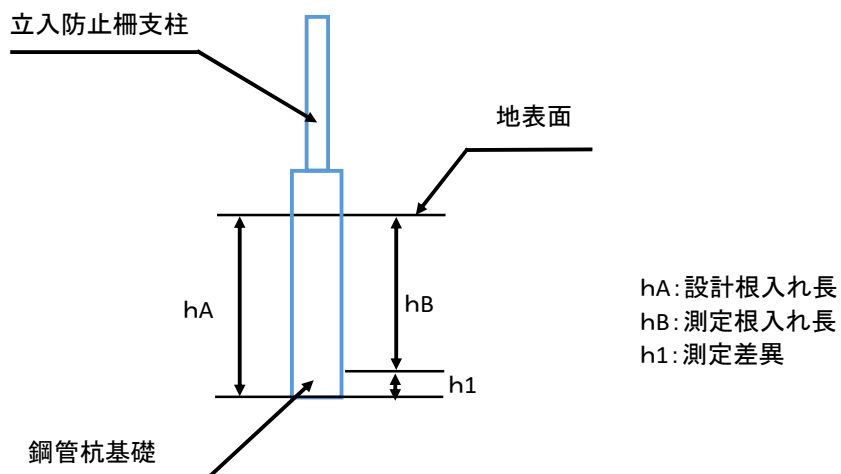 立入防止柵支柱
地表面
hA
hB
h1
hA：設計根入れ長
hB：測定根入れ長
h1：測定差異
鋼管杭基礎